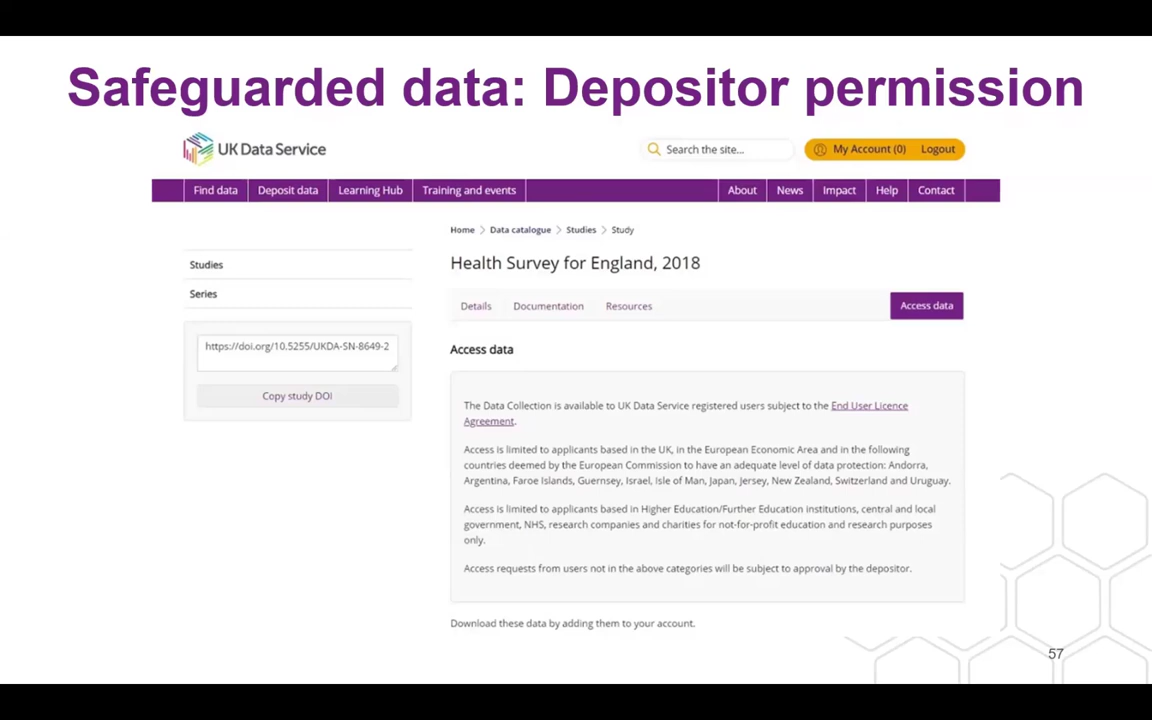 Safeguarded data: Depositor permission
UK Data Service
Search the site...
My Account (0) Logout
Find data Deposit data Learning Hub Training and events About News Impact Help Contact
Home > Data catalogue > Studies > Study
Studies
Series
https://doi.org/10.5255/UKDA-SN-8649-2
Copy study DOI
Health Survey for England, 2018
Details Documentation Resources Access data
Access data
The Data Collection is available to UK Data Service registered users subject to the End User Licence
Agreement.
Access is limited to applicants based in the UK, in the European Economic Area and in the following
countries deemed by the European Commission to have an adequate level of data protection: Andorra,
Argentina, Faroe Islands, Guernsey, Israel, Isle of Man, Japan, Jersey, New Zealand, Switzerland and Uruguay.
Access is limited to applicants based in Higher Education/Further Education institutions, central and local
government, NHS, research companies and charities for not-for-profit education and research purposes
only.
Access requests from users not in the above categories will be subject to approval by the depositor.
Download these data by adding them to your account.
57